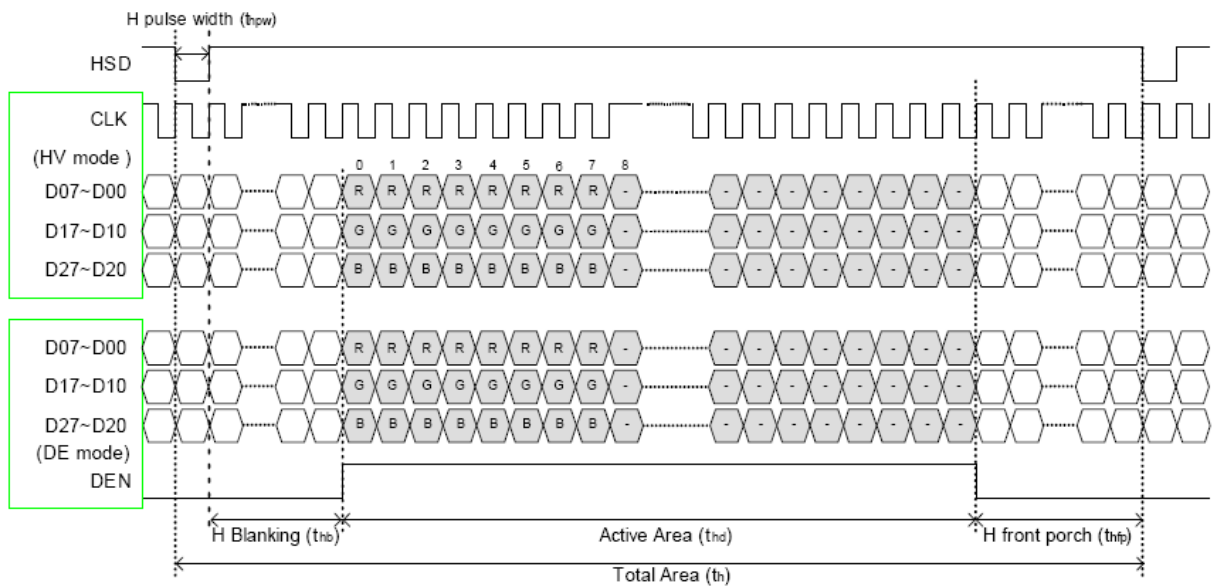 H pulse width (thpw)
HSD
CLK
(HV mode )
0 1 2 3 4 5 6 7 8
D07~D00 R R R R R R R R - - - - - - - - -
D17~D10 G G G G G G G G - - - - - - - - -
D27~D20 B B B B B B B B - - - - - - - - -
D07~D00 R R R R R R R R - - - - - - - - -
D17~D10 G G G G G G G G - - - - - - - - -
D27~D20 B B B B B B B B - - - - - - - - -
(DE mode)
DEN
H Blanking (thb) Active Area (thd) H front porch (thfp)
Total Area (th)